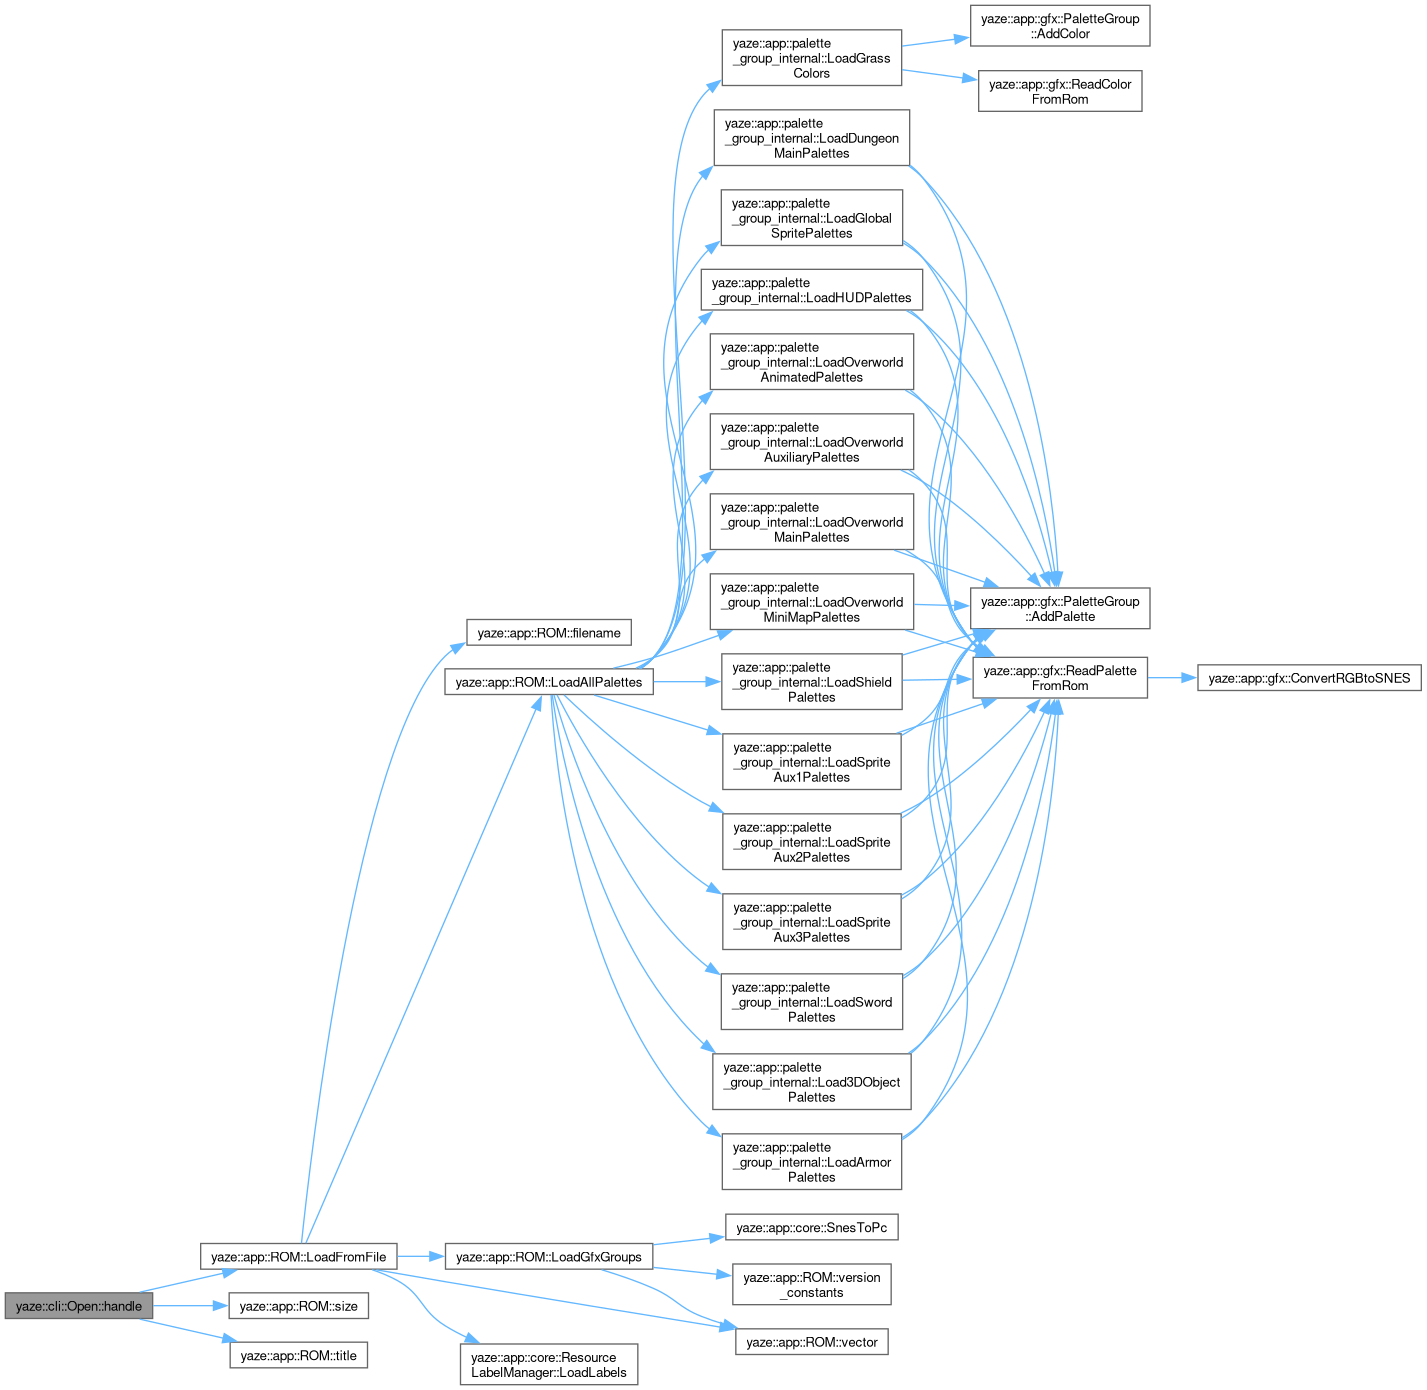 yaze::cli::Open::handle
yaze::app::ROM::LoadFromFile
yaze::app::ROM::size
yaze::app::ROM::title
yaze::app::ROM::filename
yaze::app::ROM::LoadAllPalettes
yaze::app::ROM::LoadGfxGroups
yaze::app::core::Resource
LabelManager::LoadLabels
yaze::app::palette
_group_internal::LoadGrass
Colors
yaze::app::palette
_group_internal::LoadDungeon
MainPalettes
yaze::app::palette
_group_internal::LoadGlobal
SpritePalettes
yaze::app::palette
_group_internal::LoadHUDPalettes
yaze::app::palette
_group_internal::LoadOverworld
AnimatedPalettes
yaze::app::palette
_group_internal::LoadOverworld
AuxiliaryPalettes
yaze::app::palette
_group_internal::LoadOverworld
MainPalettes
yaze::app::palette
_group_internal::LoadOverworld
MiniMapPalettes
yaze::app::palette
_group_internal::LoadShield
Palettes
yaze::app::palette
_group_internal::LoadSprite
Aux1Palettes
yaze::app::palette
_group_internal::LoadSprite
Aux2Palettes
yaze::app::palette
_group_internal::LoadSprite
Aux3Palettes
yaze::app::palette
_group_internal::LoadSword
Palettes
yaze::app::palette
_group_internal::Load3DObject
Palettes
yaze::app::palette
_group_internal::LoadArmor
Palettes
yaze::app::core::SnesToPc
yaze::app::ROM::version
_constants
yaze::app::ROM::vector
yaze::app::gfx::PaletteGroup
::AddColor
yaze::app::gfx::ReadColor
FromRom
yaze::app::gfx::PaletteGroup
::AddPalette
yaze::app::gfx::ReadPalette
FromRom
yaze::app::gfx::ConvertRGBtoSNES